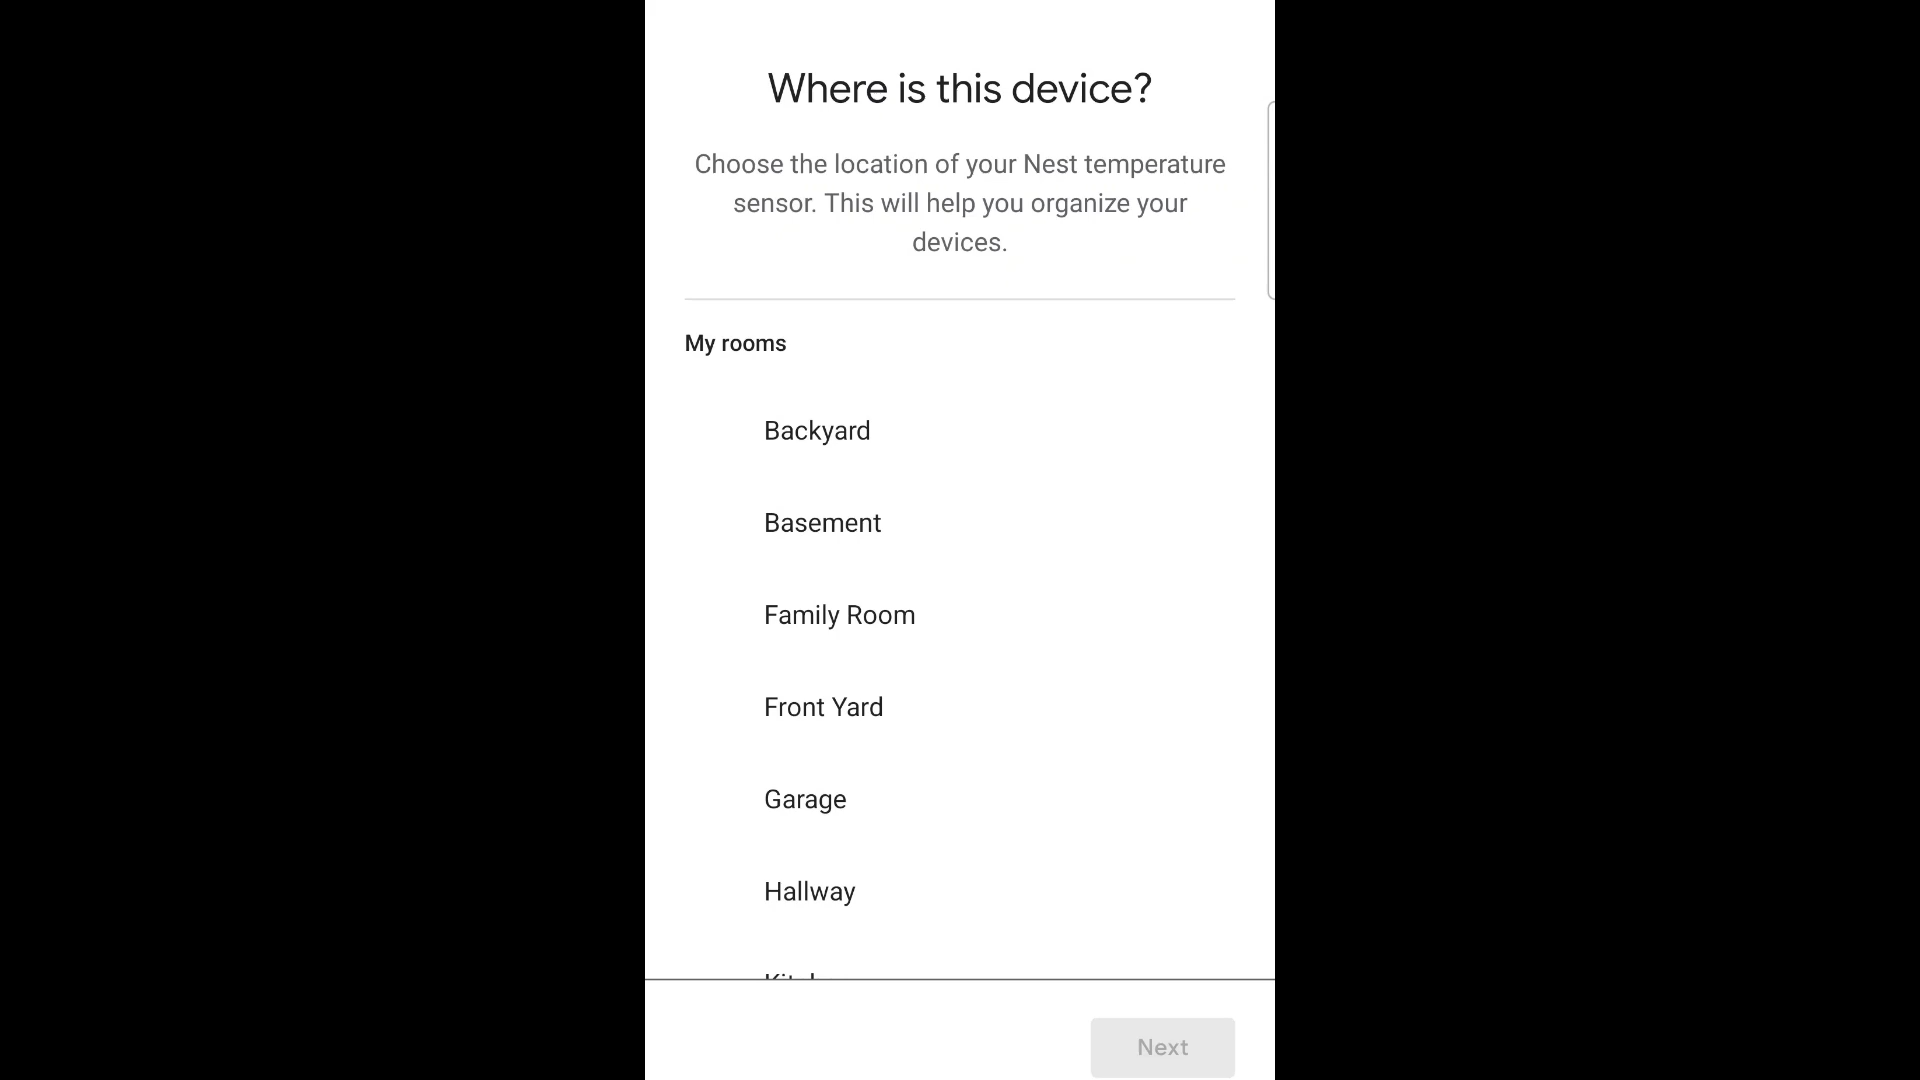 Where is this device?
Choose the location of your Nest temperature
sensor. This will help you organize your
devices.
My rooms
Backyard
Basement
Family Room
Front Yard
Garage
Hallway
Next